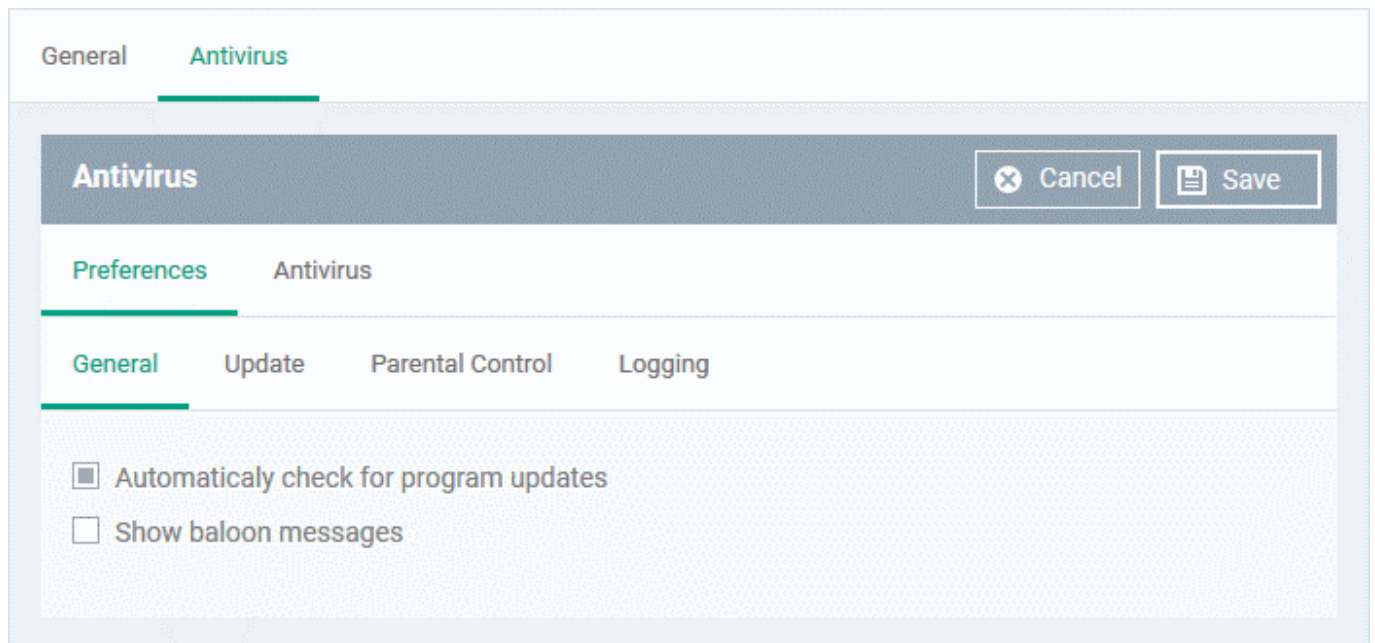 General Antivirus
Antivirus Cancel Save
Preferences Antivirus
General Update Parental Control Logging
Automaticaly check for program updates
Show baloon messages